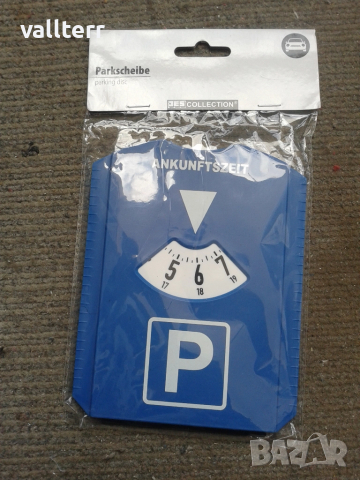 vallterr
Parkscheibe
parking disc
COLLECTION
ANKUNFTSZEIT
5 6 7
17 18 19
P
BAZAR